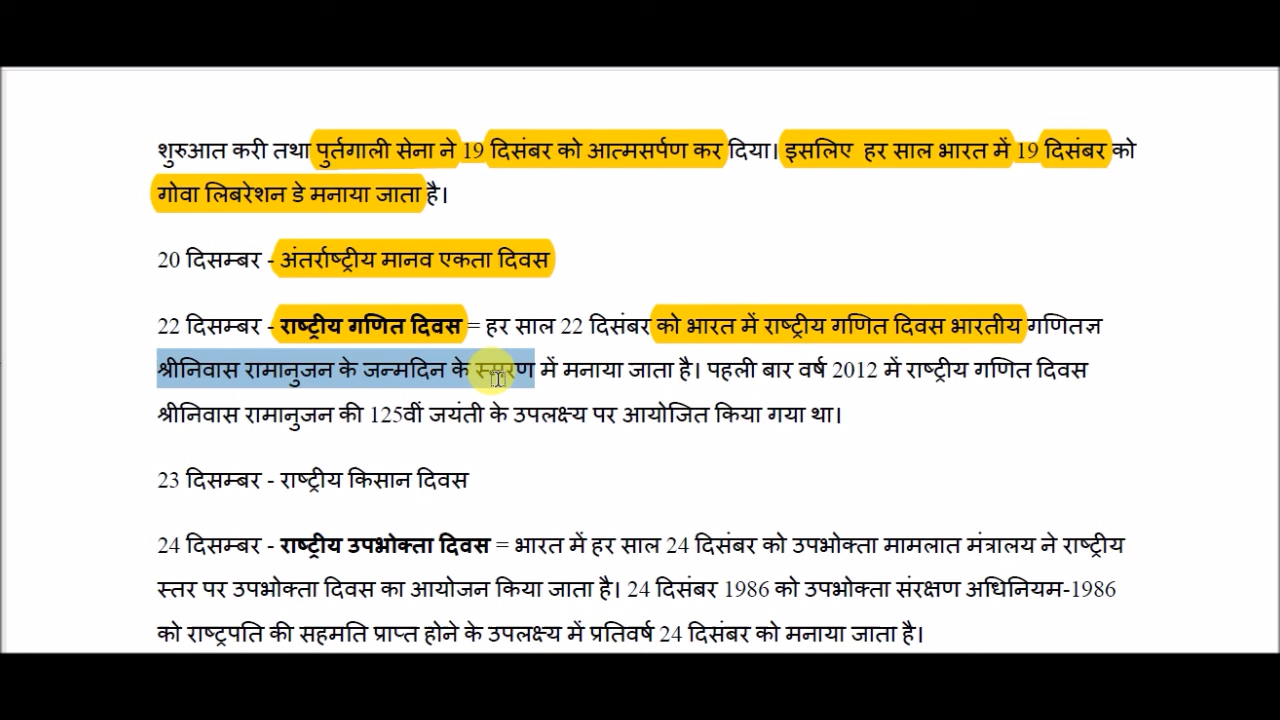 शुरुआत करी तथा पुर्तगाली सेना ने 19 दिसंबर को आत्मसर्पण कर दिया। इसलिए हर साल भारत में 19 दिसंबर को
गोवा लिबरेशन डे मनाया जाता है।
20 दिसम्बर - अंतर्राष्ट्रीय मानव एकता दिवस
22 दिसम्बर - राष्ट्रीय गणित दिवस = हर साल 22 दिसंबर को भारत में राष्ट्रीय गणित दिवस भारतीय गणितज्ञ
श्रीनिवास रामानुजन के जन्मदिन के स्मरण में मनाया जाता है। पहली बार वर्ष 2012 में राष्ट्रीय गणित दिवस
श्रीनिवास रामानुजन की 125वीं जयंती के उपलक्ष्य पर आयोजित किया गया था।
23 दिसम्बर - राष्ट्रीय किसान दिवस
24 दिसम्बर - राष्ट्रीय उपभोक्ता दिवस = भारत में हर साल 24 दिसंबर को उपभोक्ता मामलात मंत्रालय ने राष्ट्रीय
स्तर पर उपभोक्ता दिवस का आयोजन किया जाता है। 24 दिसंबर 1986 को उपभोक्ता संरक्षण अधिनियम-1986
को राष्ट्रपति की सहमति प्राप्त होने के उपलक्ष्य में प्रतिवर्ष 24 दिसंबर को मनाया जाता है।